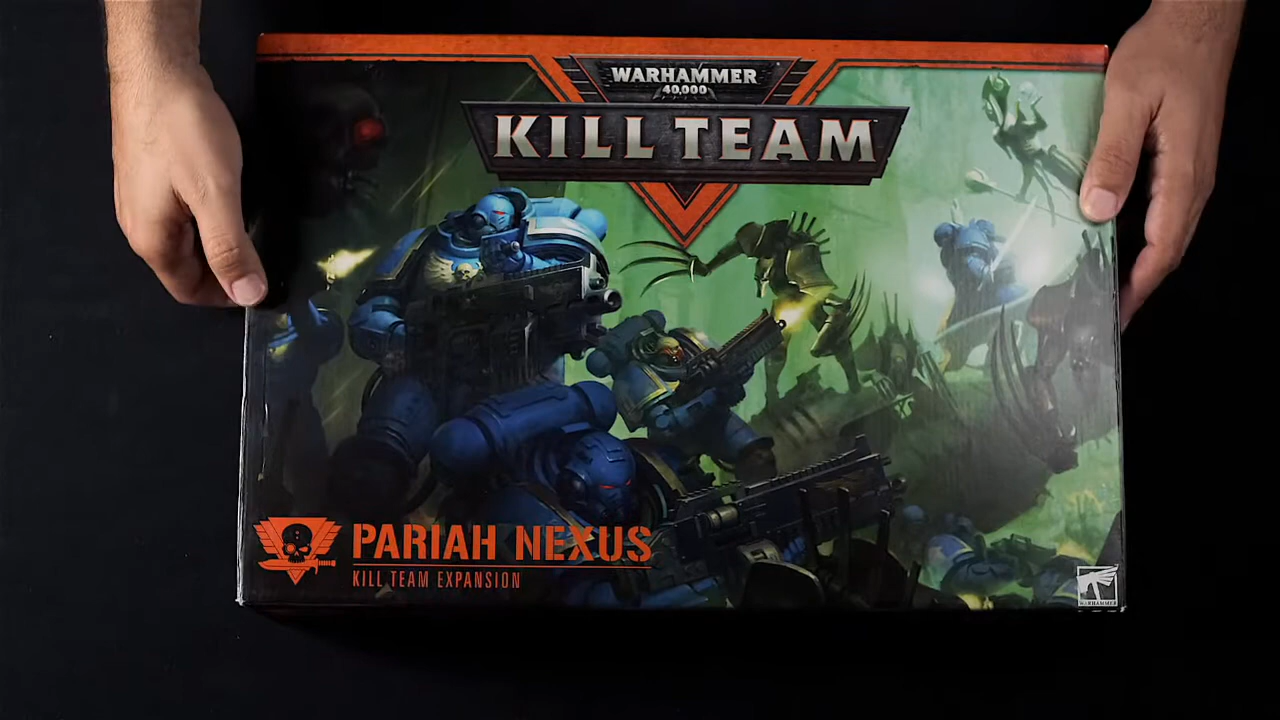 WARHAMMER
40,000
KILL TEAM
PARIAH NEXUS
KILL TEAM EXPANSION
WARHAMMER